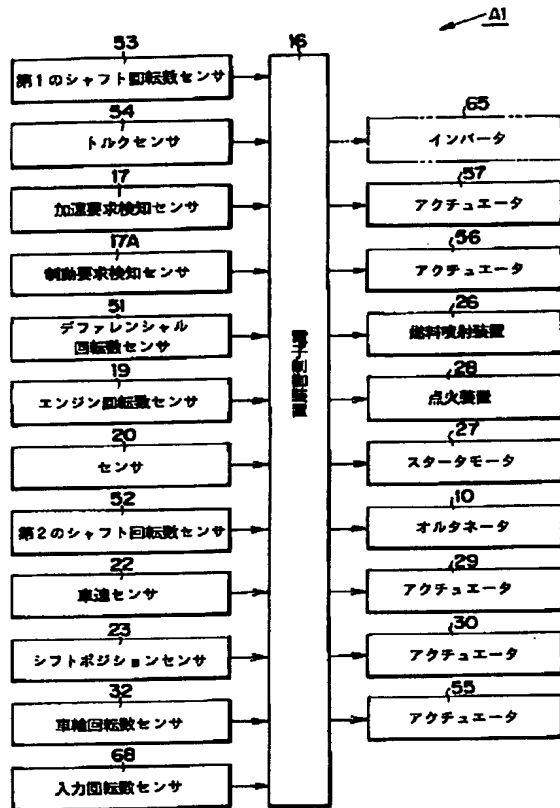 A1
53
第1のシャフト回転数センサ
54
トルクセンサ
17
加速要求検知センサ
17A
制動要求検知センサ
51
デファレンシャル
回転数センサ
19
エンジン回転数センサ
20
センサ
52
第2のシャフト回転数センサ
22
車速センサ
23
シフトポジションセンサ
32
車輪回転数センサ
68
入力回転数センサ
16
電子制御装置
65
インバータ
57
アクチュエータ
56
アクチュエータ
26
燃料噴射装置
28
点火装置
27
スタータモータ
10
オルタネータ
29
アクチュエータ
30
アクチュエータ
55
アクチュエータ